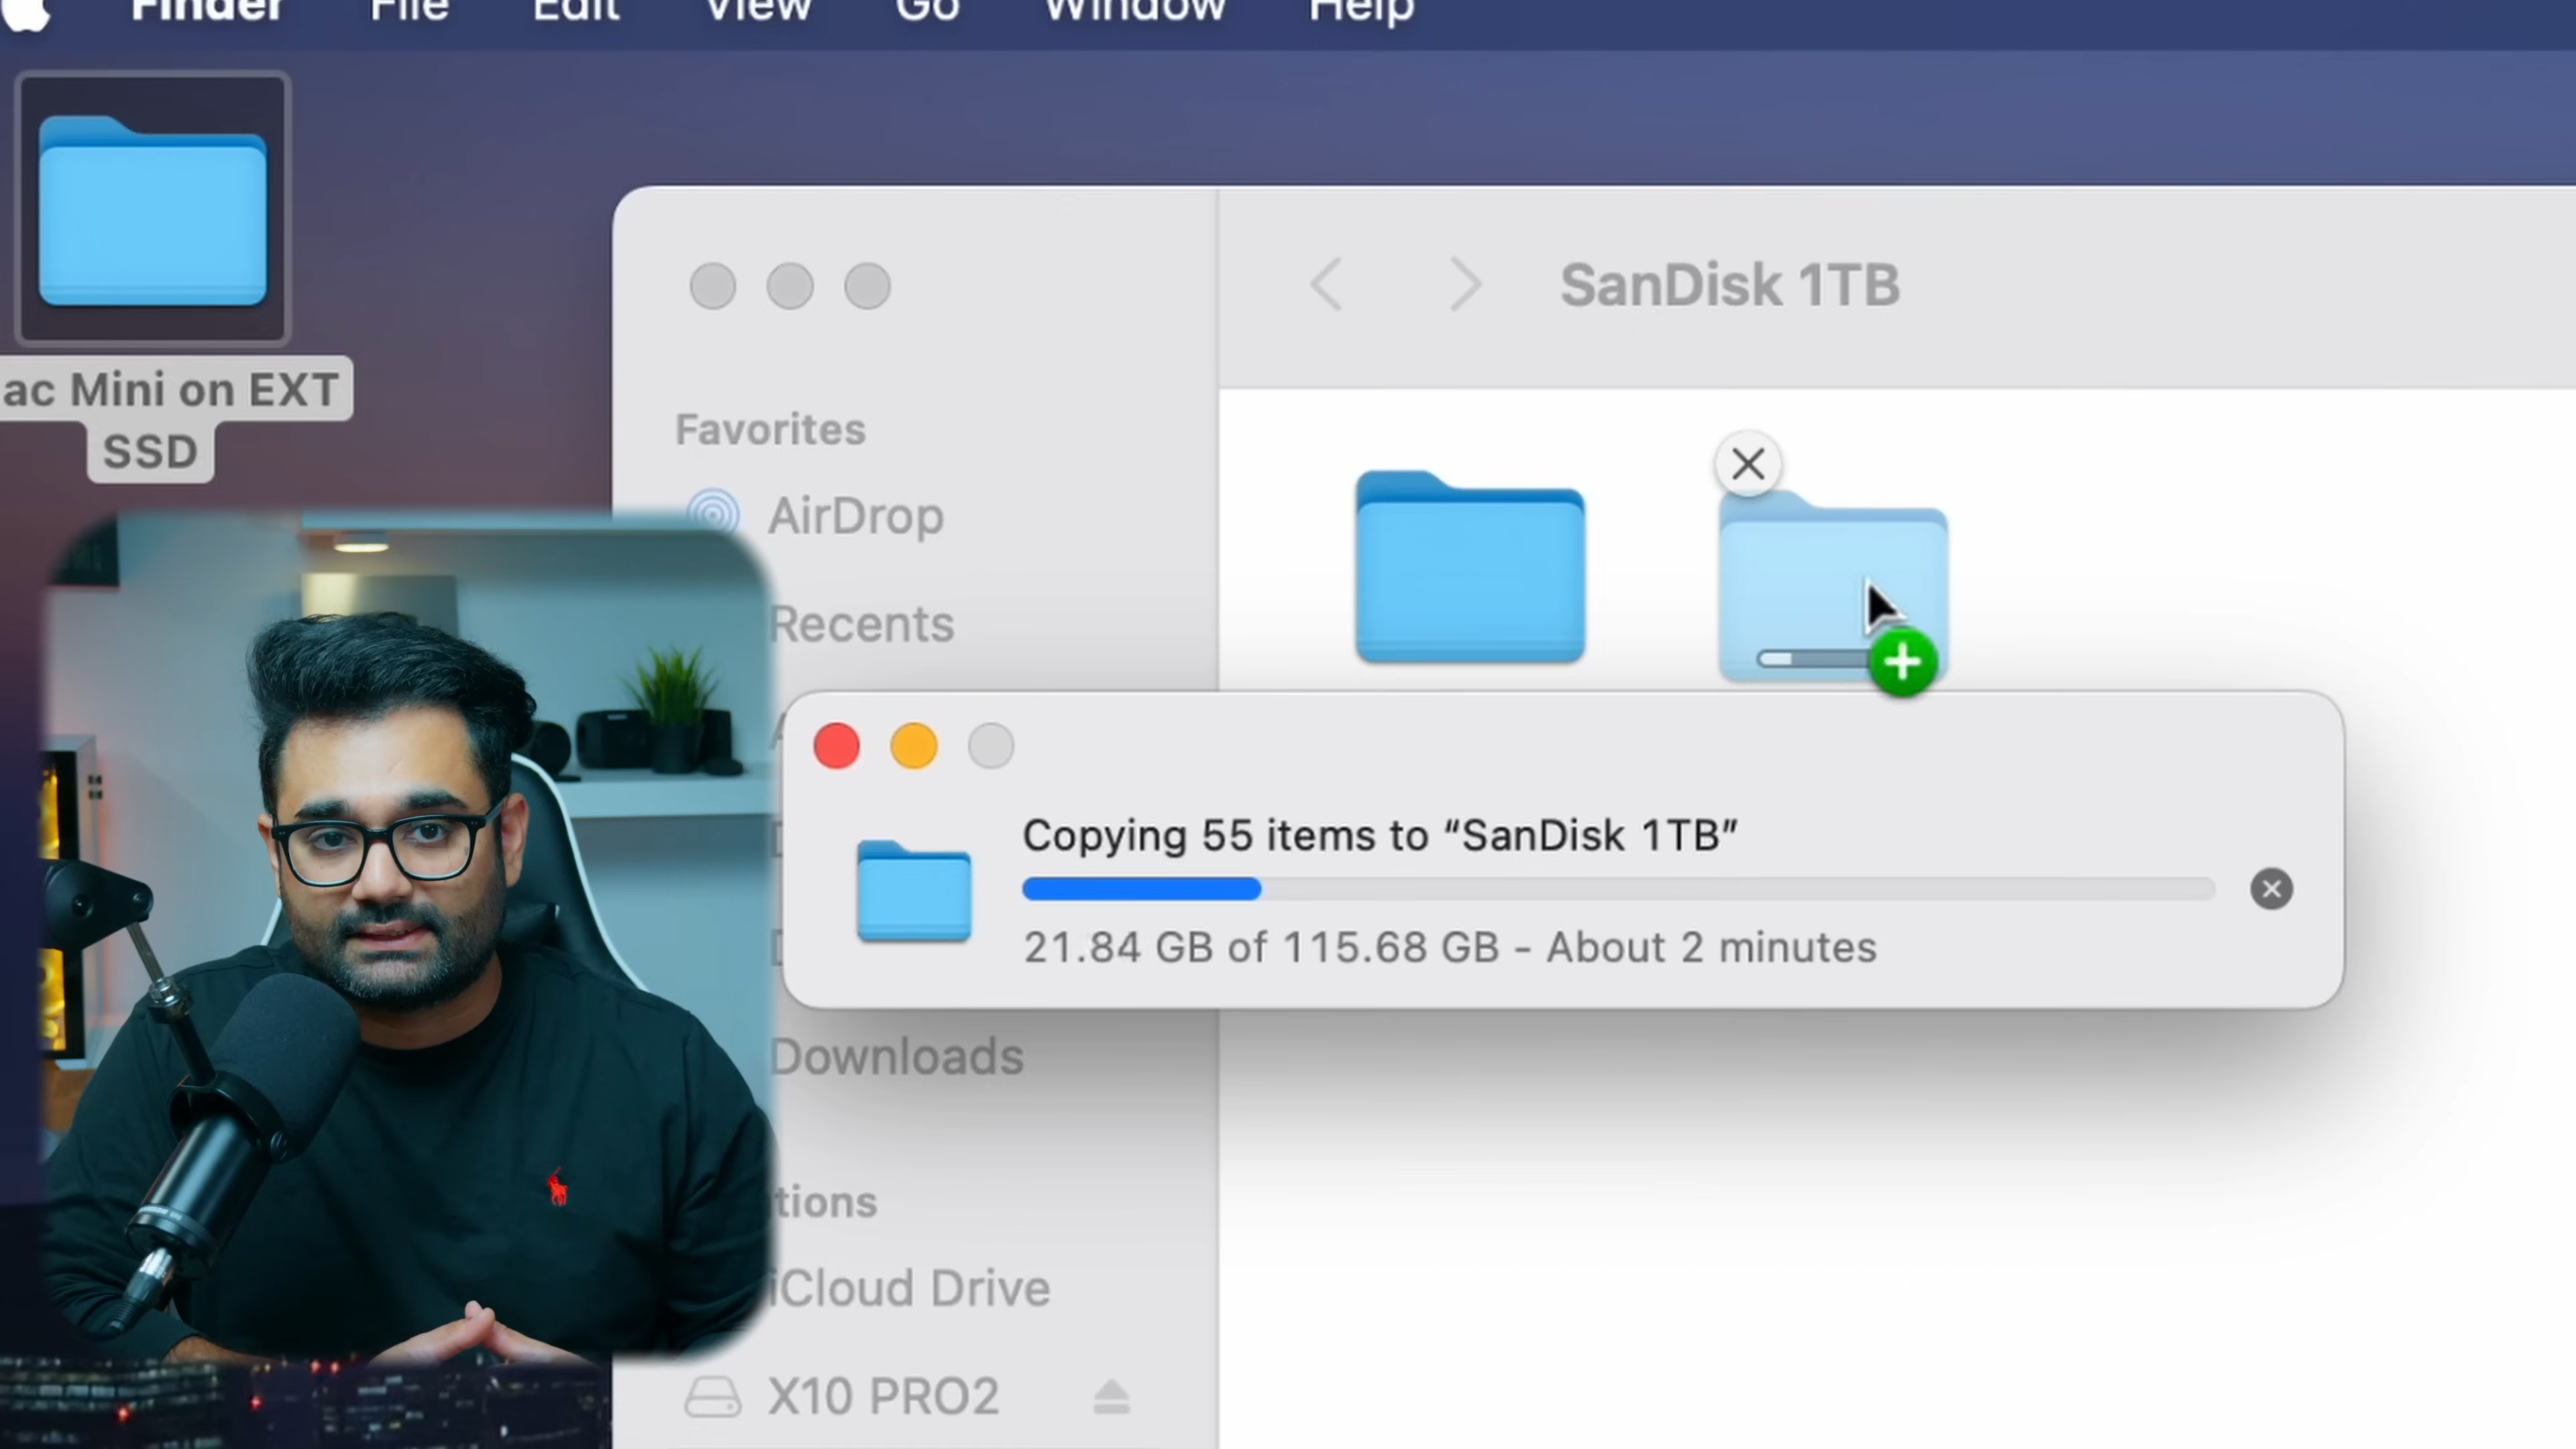 Finder File Edit View Go Window Help
ac Mini on EXT
SSD
SanDisk 1TB
Favorites
AirDrop
Recents
Copying 55 items to “SanDisk 1TB”
21.84 GB of 115.68 GB – About 2 minutes
Downloads
tions
iCloud Drive
X10 PRO2